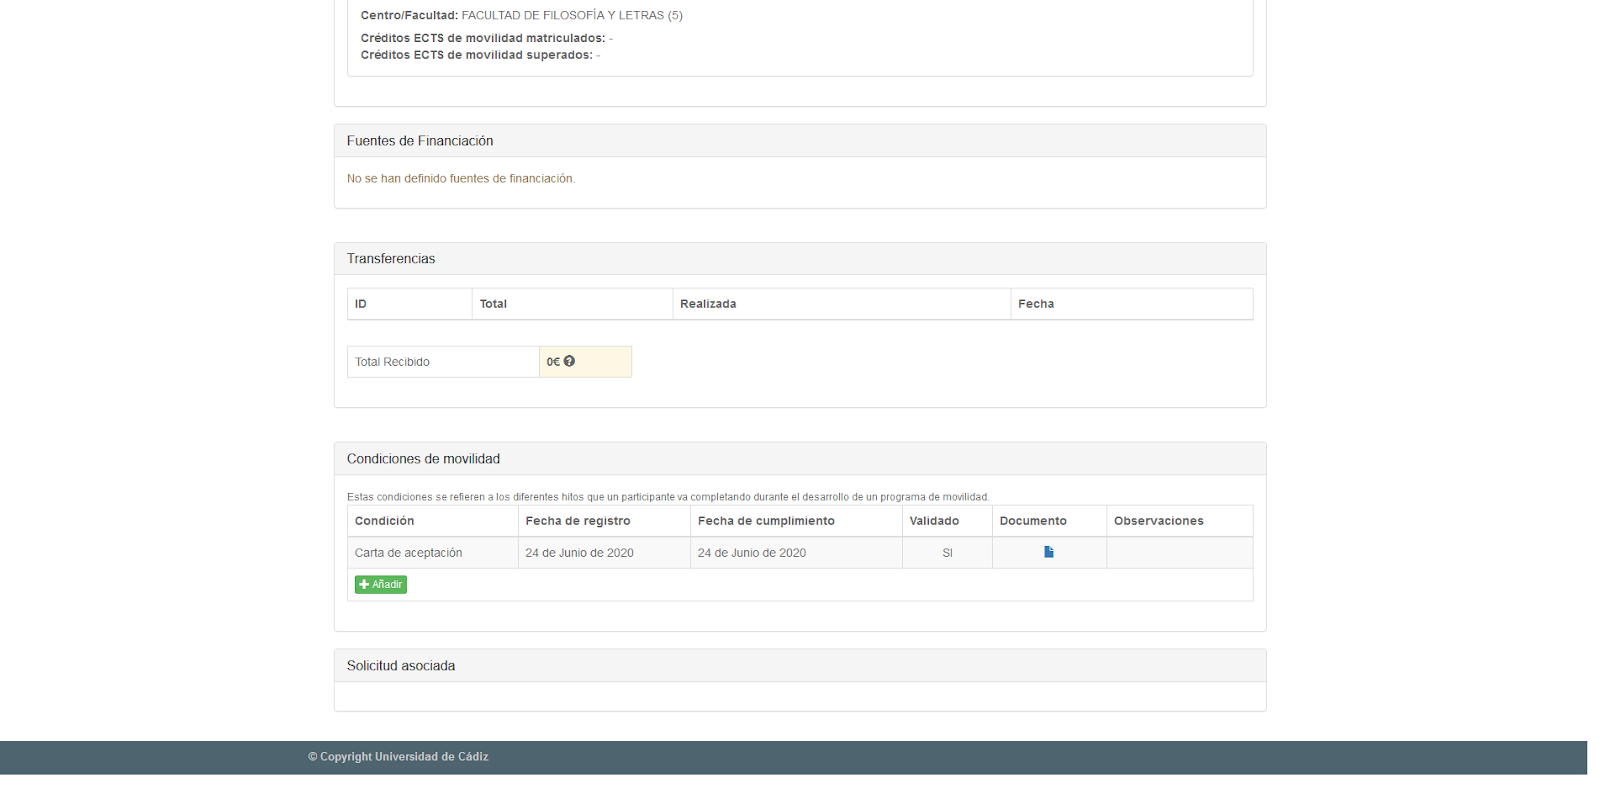 Centro/Facultad: FACULTAD DE FILOSOFÍA Y LETRAS (5)
Créditos ECTS de movilidad matriculados: -
Créditos ECTS de movilidad superados: -
Fuentes de Financiación
No se han definido fuentes de financiación.
Transferencias
ID Total Realizada Fecha
Total Recibido 0€ ?
Condiciones de movilidad
Estas condiciones se refieren a los diferentes hitos que un participante va completando durante el desarrollo de un programa de movilidad.
Condición Fecha de registro Fecha de cumplimiento Validado Documento Observaciones
Carta de aceptación 24 de Junio de 2020 24 de Junio de 2020 SI
Añadir
Solicitud asociada
© Copyright Universidad de Cádiz